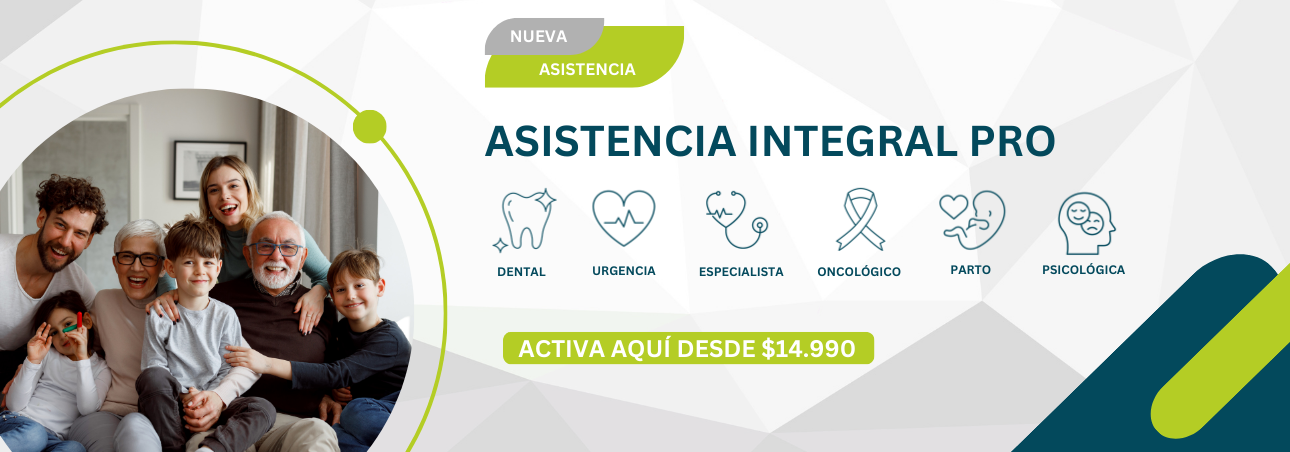 NUEVA
ASISTENCIA
ASISTENCIA INTEGRAL PRO
DENTAL
URGENCIA
ESPECIALISTA
ONCOLÓGICO
PARTO
PSICOLÓGICA
ACTIVA AQUÍ DESDE $14.990